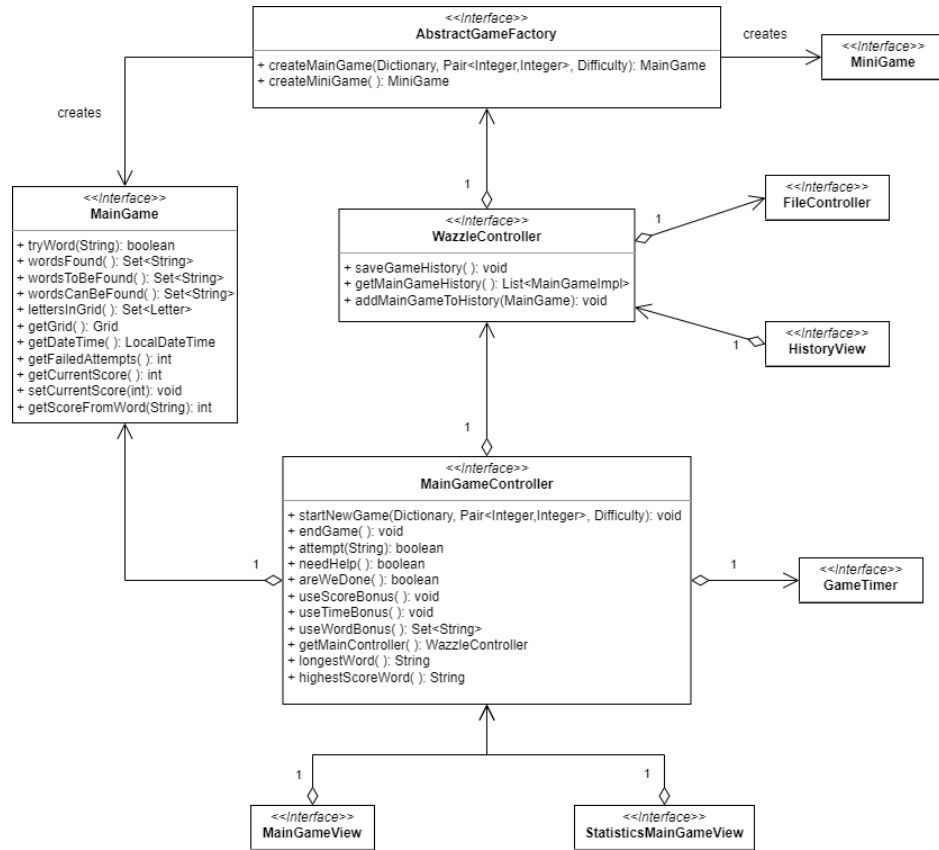 <<Interface>>
AbstractGameFactory
+ createMainGame(Dictionary, Pair<Integer,Integer>, Difficulty): MainGame
+ createMiniGame( ): MiniGame
creates
<<Interface>>
MiniGame
creates
<<Interface>>
MainGame
+ tryWord(String): boolean
+ wordsFound( ): Set<String>
+ wordsToBeFound( ): Set<String>
+ wordsCanBeFound( ): Set<String>
+ lettersInGrid( ): Set<Letter>
+ getGrid( ): Grid
+ getDateTime( ): LocalDateTime
+ getFailedAttempts( ): int
+ getCurrentScore( ): int
+ setCurrentScore(int): void
+ getScoreFromWord(String): int
1
<<Interface>>
WazzleController
+ saveGameHistory( ): void
+ getMainGameHistory( ): List<MainGameImpl>
+ addMainGameToHistory(MainGame): void
1
<<Interface>>
FileController
1
<<Interface>>
HistoryView
1
<<Interface>>
MainGameController
+ startNewGame(Dictionary, Pair<Integer,Integer>, Difficulty): void
+ endGame( ): void
+ attempt(String): boolean
+ needHelp( ): boolean
+ areWeDone( ): boolean
+ useScoreBonus( ): void
+ useTimeBonus( ): void
+ useWordBonus( ): Set<String>
+ getMainController( ): WazzleController
+ longestWord( ): String
+ highestScoreWord( ): String
1
1
<<Interface>>
GameTimer
1
<<Interface>>
MainGameView
1
<<Interface>>
StatisticsMainGameView